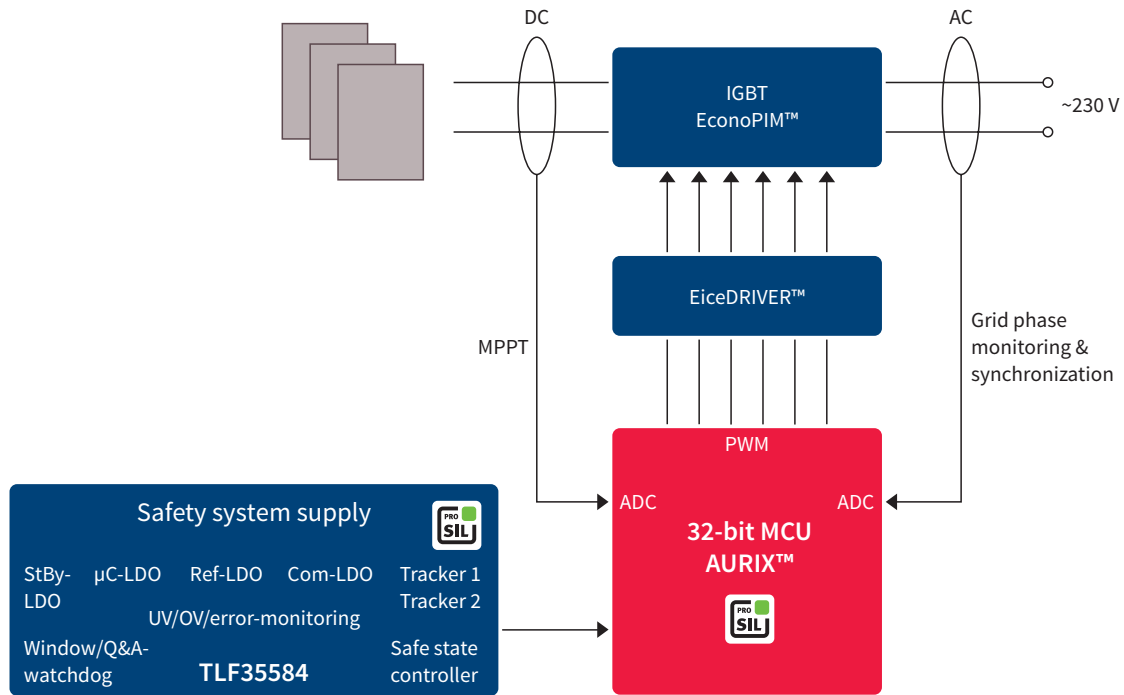 DC
AC
IGBT
EconoPIM™
~230 V
EiceDRIVER™
MPPT
Grid phase
monitoring &
synchronization
PWM
ADC
ADC
32-bit MCU
AURIX™
PRO
SIL
Safety system supply
PRO
SIL
StBy-
LDO
µC-LDO
Ref-LDO
Com-LDO
Tracker 1
Tracker 2
UV/OV/error-monitoring
Window/Q&A-
watchdog
TLF35584
Safe state
controller